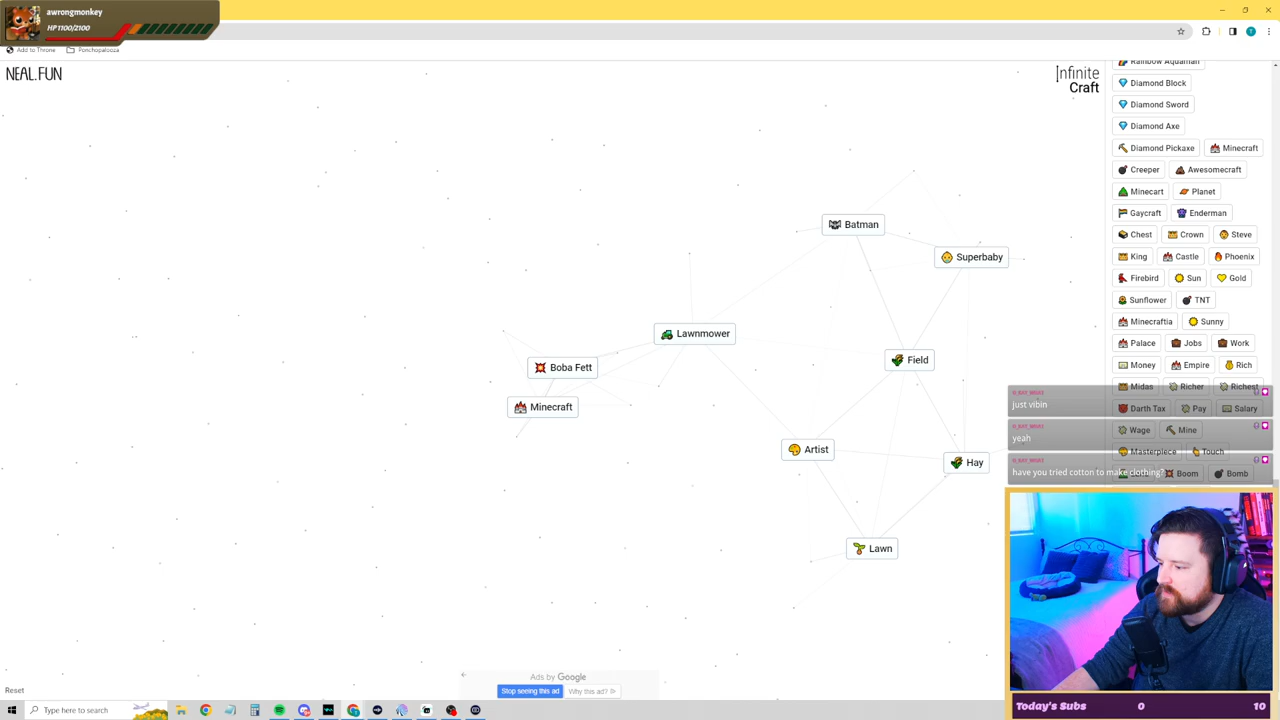 awrongmonkey
HP 1100/2100
Add to Throne
Ponchopalooza
NEAL.FUN
Infinite
Craft
Batman
Superbaby
Lawnmower
Boba Fett
Field
Minecraft
Artist
Hay
Lawn
Rainbow Aquaman
Diamond Block
Diamond Sword
Diamond Axe
Diamond Pickaxe Minecraft
Creeper Awesomecraft
Minecart Planet
Gaycraft Enderman
Chest Crown Steve
King Castle Phoenix
Firebird Sun Gold
Sunflower TNT
Minecraftia Sunny
Palace Jobs Work
Money Empire Rich
Midas Richer Richest
just vibin
Darth Tax Pay Salary
Wage Mine
yeah
Masterpiece Touch
have you tried cotton to make clothing?
Boom Bomb
Ads by Google
Stop seeing this ad
Why this ad?
Reset
Type here to search
Today's Subs 0 10